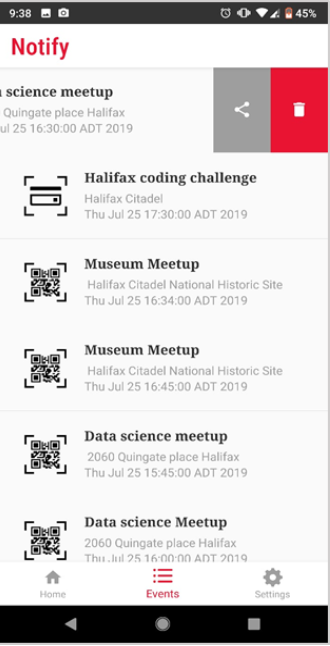 9:38
45%
Notify
science meetup
Quingate place Halifax
ul 25 16:30:00 ADT 2019
Halifax coding challenge
Halifax Citadel
Thu Jul 25 17:30:00 ADT 2019
Museum Meetup
Halifax Citadel National Historic Site
Thu Jul 25 16:34:00 ADT 2019
Museum Meetup
Halifax Citadel National Historic Site
Thu Jul 25 16:45:00 ADT 2019
Data science meetup
2060 Quingate place Halifax
Thu Jul 25 15:45:00 ADT 2019
Data science Meetup
2060 Quingate place Halifax
Thu Jul 25 16:00:00 ADT 2019
Home
Events
Settings